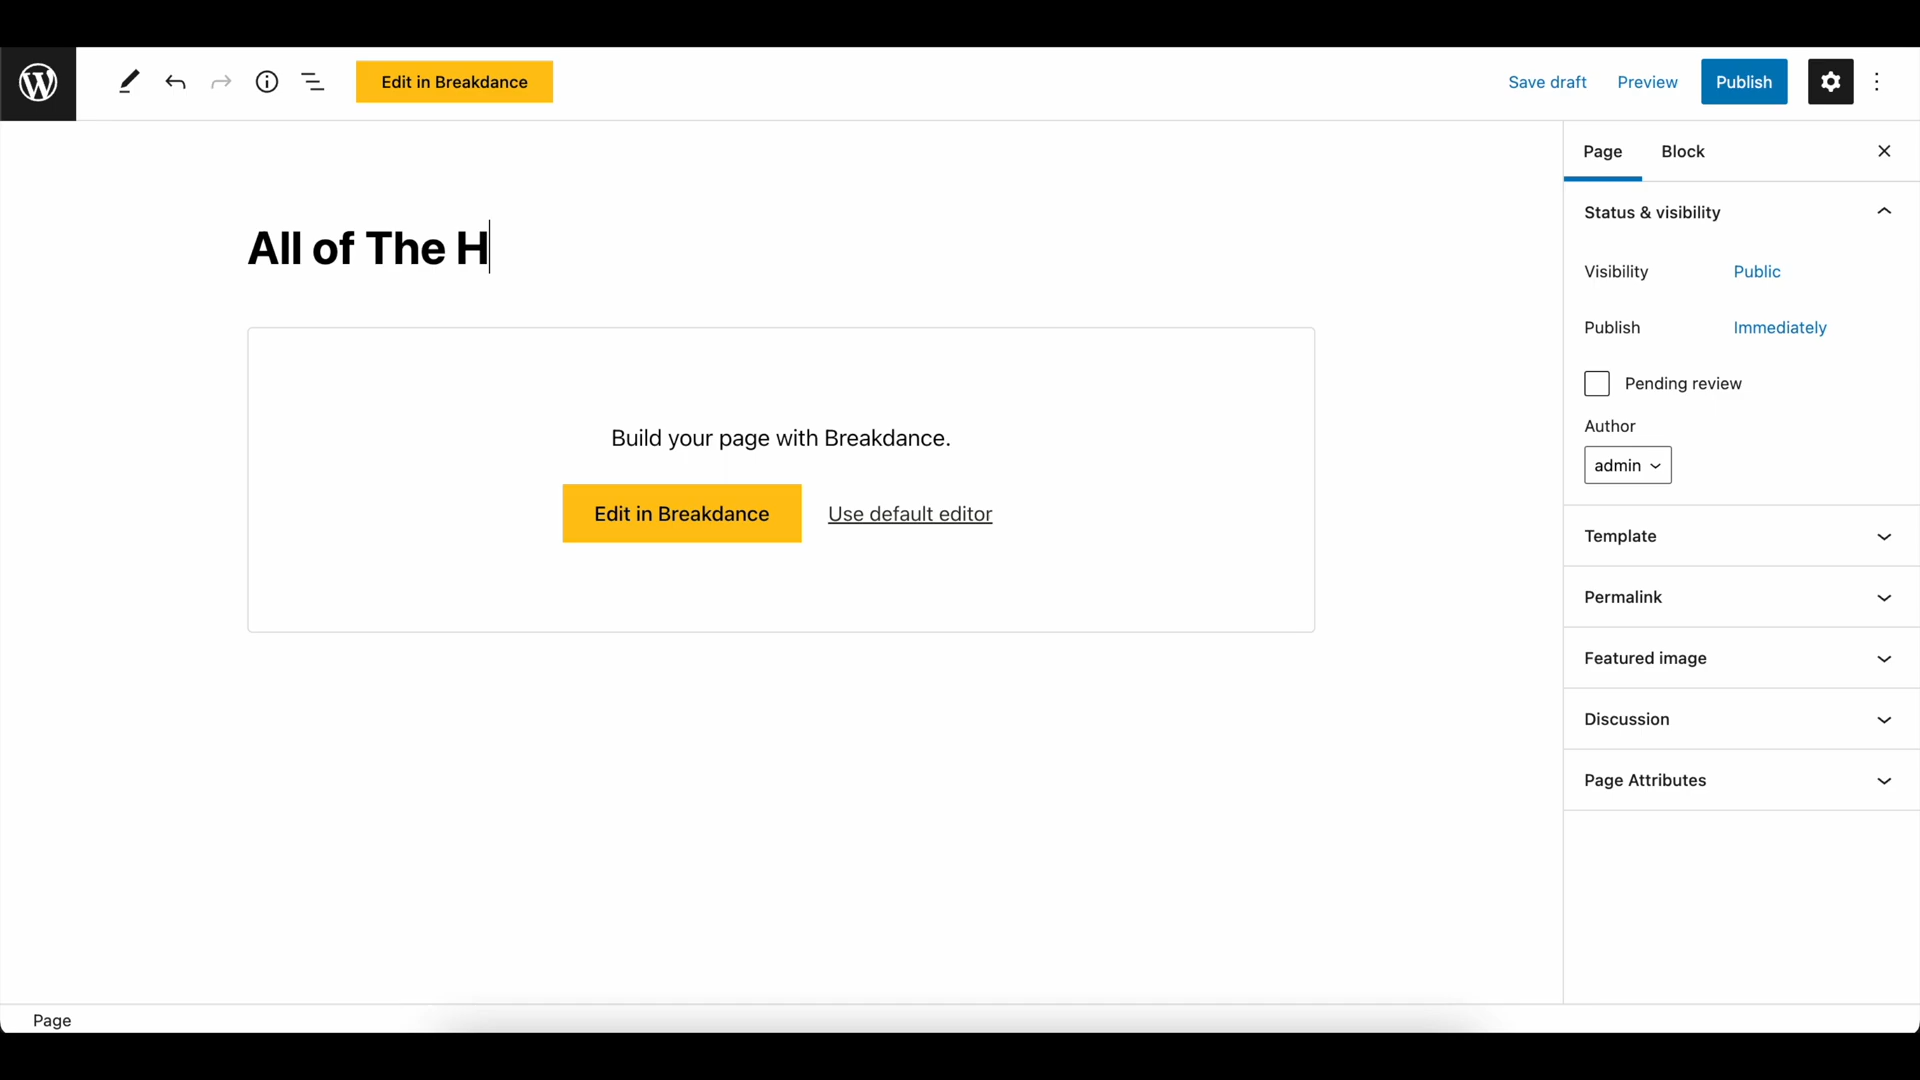 Edit in Breakdance
Save draft
Preview
Publish
Page
Block
Status & visibility
All of The H
Visibility
Public
Publish
Immediately
Pending review
Author
admin
Build your page with Breakdance.
Edit in Breakdance
Use default editor
Template
Permalink
Featured image
Discussion
Page Attributes
Page